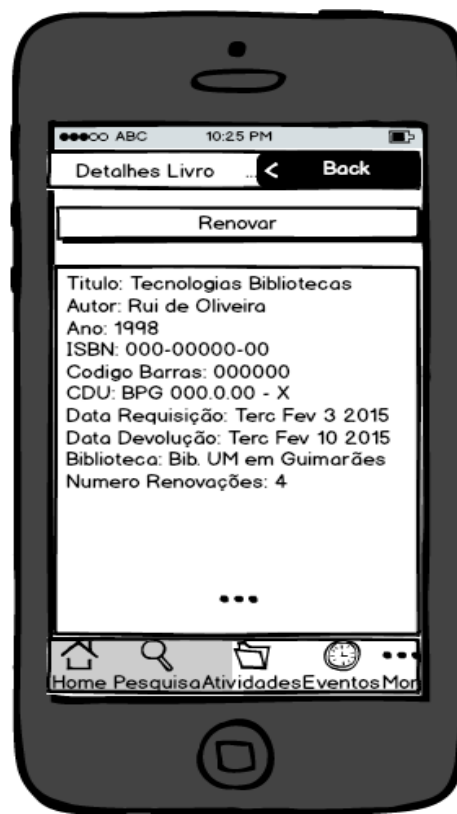 ABC 10:25 PM
Detalhes Livro ... < Back
Renovar
Titulo: Tecnologias Bibliotecas
Autor: Rui de Oliveira
Ano: 1998
ISBN: 000-00000-00
Codigo Barras: 000000
CDU: BPG 000.0.00 - X
Data Requisição: Terc Fev 3 2015
Data Devolução: Terc Fev 10 2015
Biblioteca: Bib. UM em Guimarães
Numero Renovações: 4
...
Home Pesquisa Atividades Eventos Mor